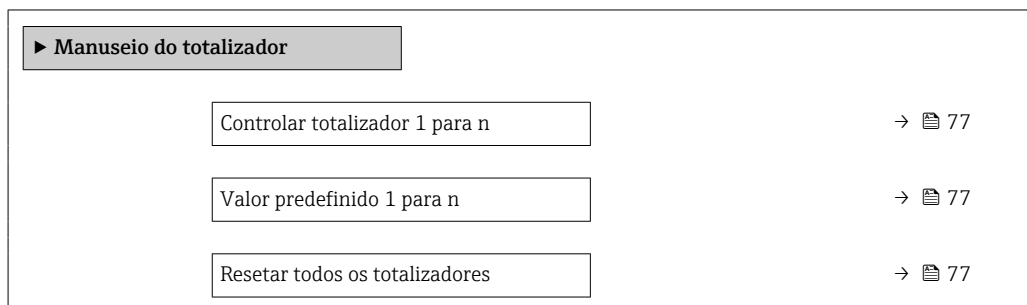 ▶ Manuseio do totalizador
Controlar totalizador 1 para n → 77
Valor predefinido 1 para n → 77
Resetar todos os totalizadores → 77